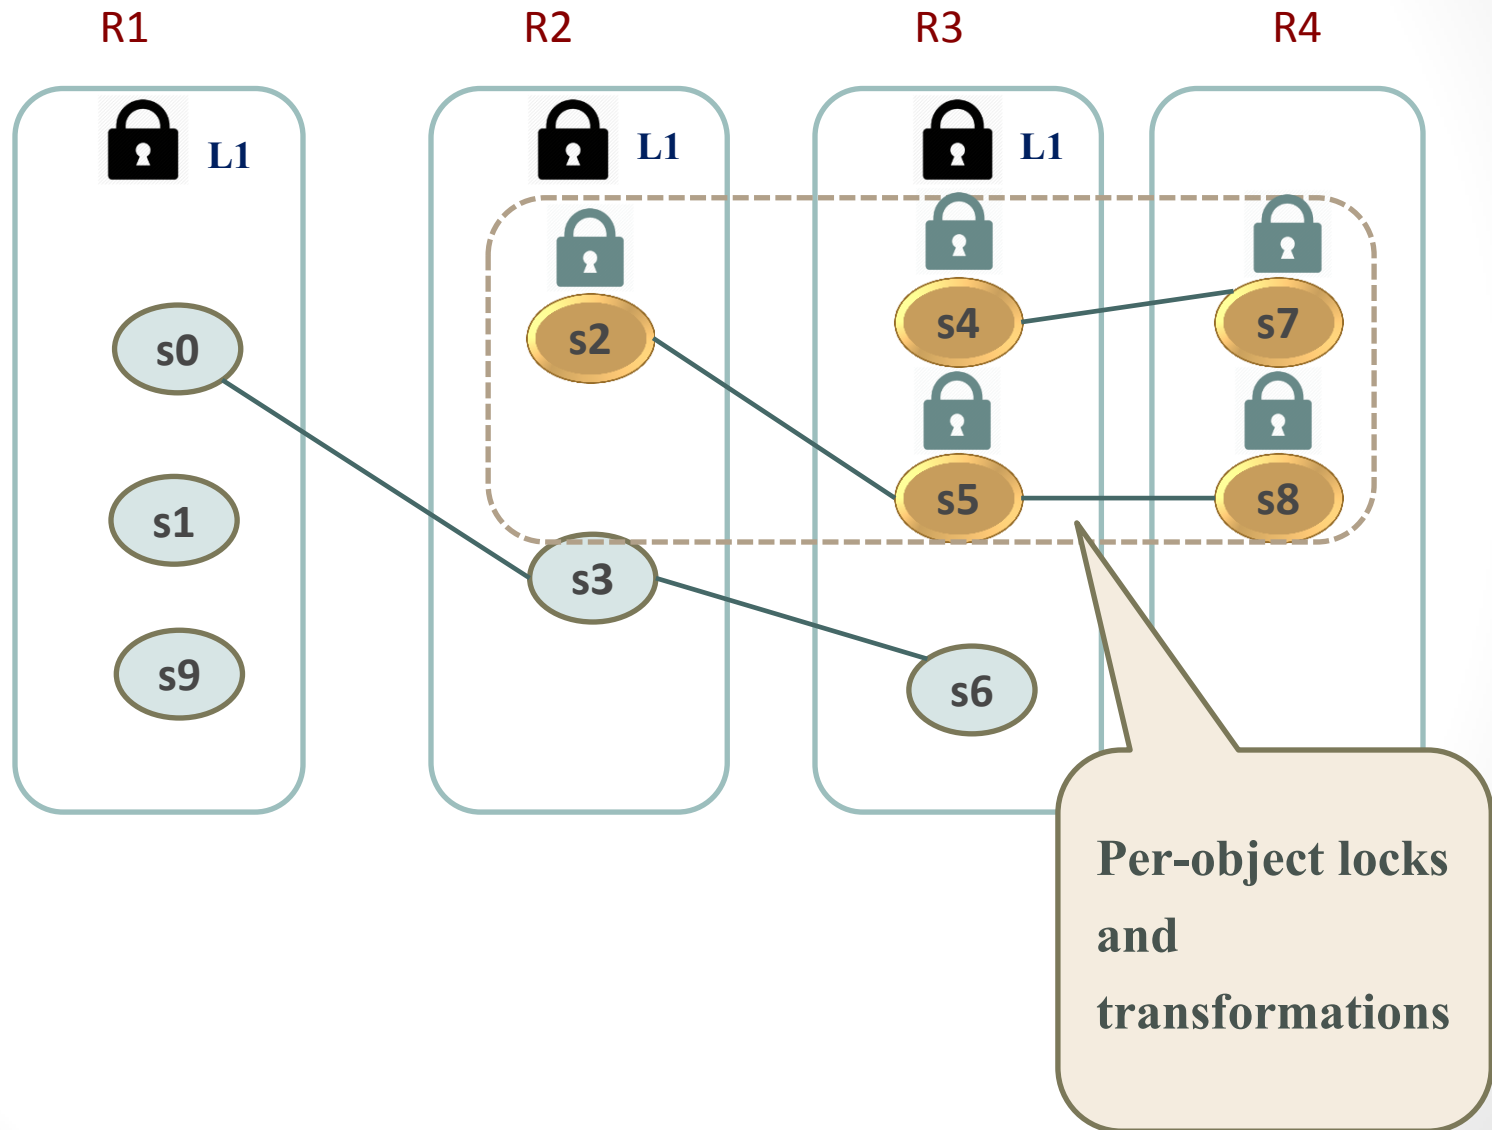 R1
R2
R3
R4
L1
L1
L1
s0
s2
s4
s7
s1
s5
s8
s3
s9
s6
Per-object locks
and
transformations